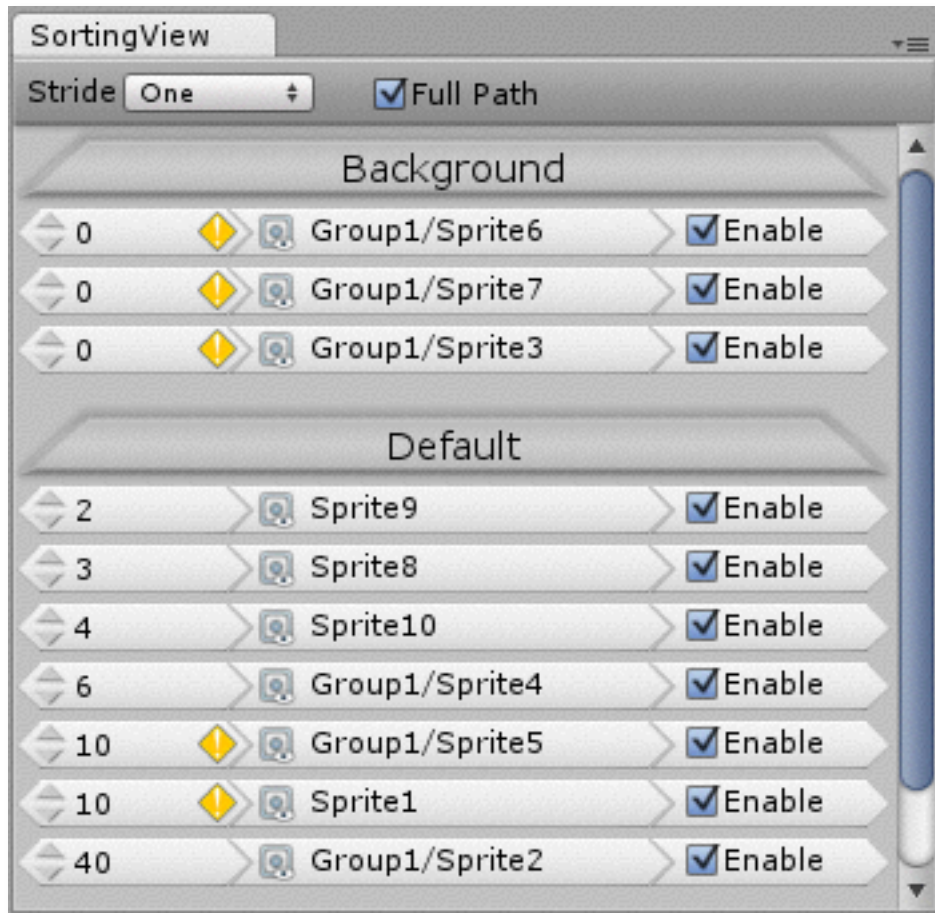 SortingView
Stride One Full Path
Background
0 Group1/Sprite6 Enable
0 Group1/Sprite7 Enable
0 Group1/Sprite3 Enable
Default
2 Sprite9 Enable
3 Sprite8 Enable
4 Sprite10 Enable
6 Group1/Sprite4 Enable
10 Group1/Sprite5 Enable
10 Sprite1 Enable
40 Group1/Sprite2 Enable